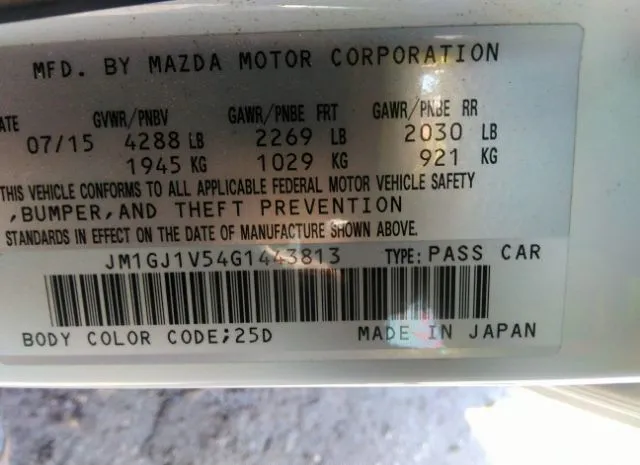 MFD. BY MAZDA MOTOR CORPORATION
ATE GVWR/PNBV GAWR/PNBE FRT GAWR/PNBE RR
07/15 4288 LB 2269 LB 2030 LB
1945 KG 1029 KG 921 KG
THIS VEHICLE CONFORMS TO ALL APPLICABLE FEDERAL MOTOR VEHICLE SAFETY
,BUMPER,AND THEFT PREVENTION
STANDARDS IN EFFECT ON THE DATE OF MANUFACTURE SHOWN ABOVE.
JM1GJ1V54G1443813 TYPE: PASS CAR
BODY COLOR CODE;25D MADE IN JAPAN